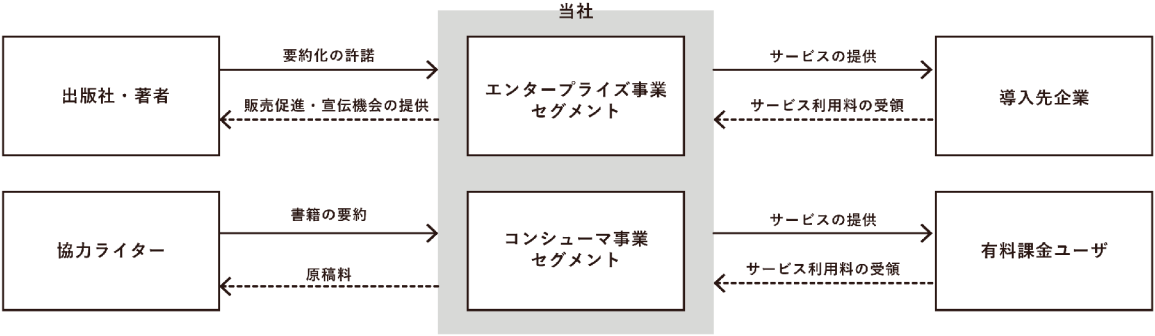 当社
出版社・著者
要約化の許諾
販売促進・宣伝機会の提供
エンタープライズ事業
セグメント
サービスの提供
サービス利用料の受領
導入先企業
協力ライター
書籍の要約
原稿料
コンシューマ事業
セグメント
サービスの提供
サービス利用料の受領
有料課金ユーザ